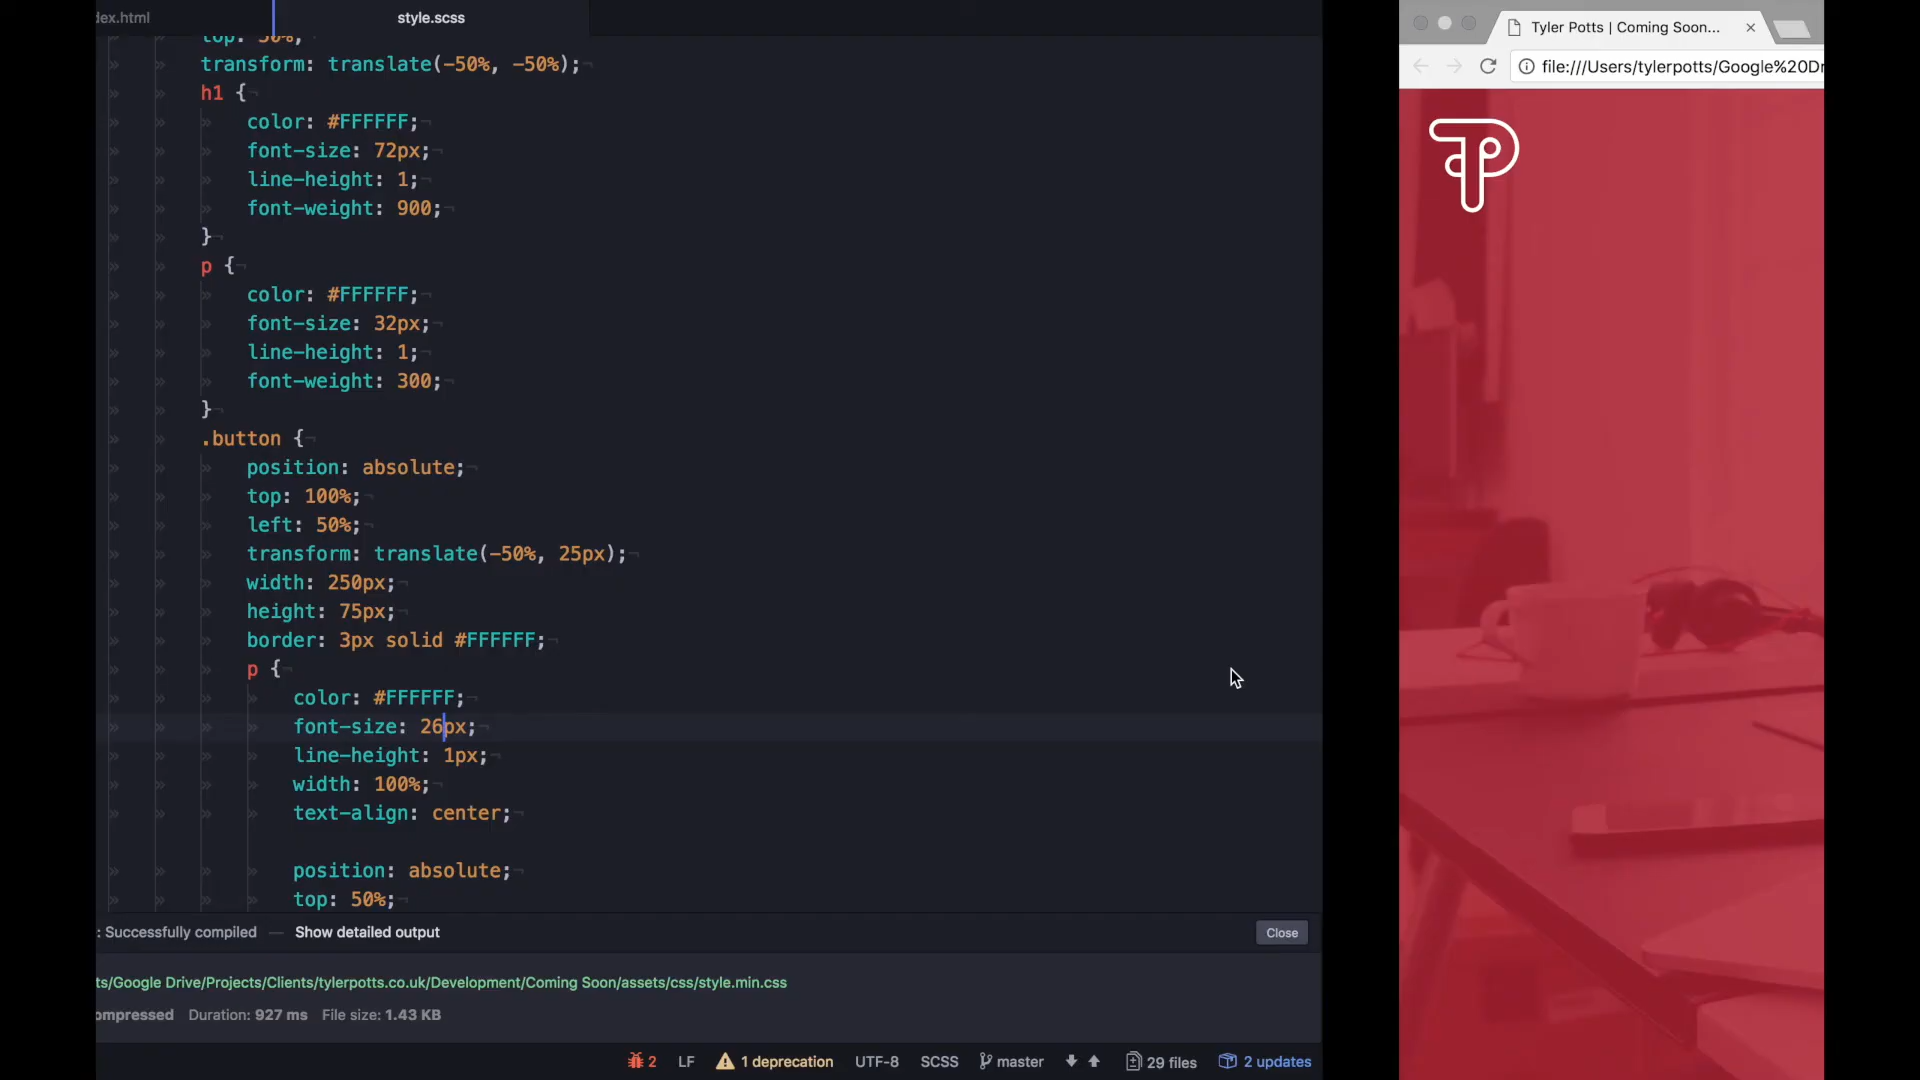 dex.html
style.scss
top: 50%;
transform: translate(-50%, -50%);
h1 {
color: #FFFFFF;
font-size: 72px;
line-height: 1;
font-weight: 900;
}
p {
color: #FFFFFF;
font-size: 32px;
line-height: 1;
font-weight: 300;
}
.button {
position: absolute;
top: 100%;
left: 50%;
transform: translate(-50%, 25px);
width: 250px;
height: 75px;
border: 3px solid #FFFFFF;
p {
color: #FFFFFF;
font-size: 26px;
line-height: 1px;
width: 100%;
text-align: center;
position: absolute;
top: 50%;
: Successfully compiled — Show detailed output
Close
ts/Google Drive/Projects/Clients/tylerpotts.co.uk/Development/Coming Soon/assets/css/style.min.css
ompressed Duration: 927 ms File size: 1.43 KB
2 LF 1 deprecation UTF-8 SCSS master 29 files 2 updates
Tyler Potts | Coming Soon...
file:///Users/tylerpotts/Google%20Dr